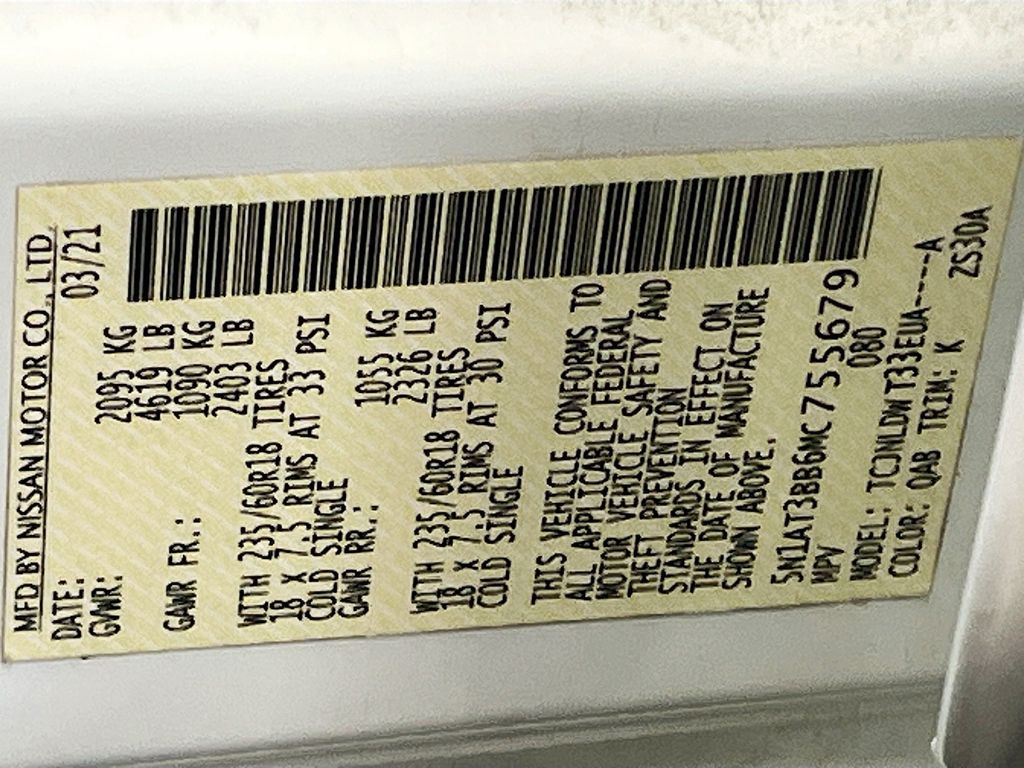 MFD BY NISSAN MOTOR CO., LTD.
DATE: 03/21
GVWR: 2095 KG
4619 LB
GAWR FR.: 1090 KG
2403 LB
WITH 235/60R18 TIRES
18 X 7.5 RIMS AT 33 PSI
COLD SINGLE
GAWR RR.: 1055 KG
2326 LB
WITH 235/60R18 TIRES
18 X 7.5 RIMS AT 30 PSI
COLD SINGLE
THIS VEHICLE CONFORMS TO
ALL APPLICABLE FEDERAL
MOTOR VEHICLE SAFETY AND
THEFT PREVENTION
STANDARDS IN EFFECT ON
THE DATE OF MANUFACTURE
SHOWN ABOVE.
5N1AT3BB6MC755679
MPV 080
MODEL: TCJNLDWT33EUA-----A
COLOR: QAB TRIM: K ZS30A